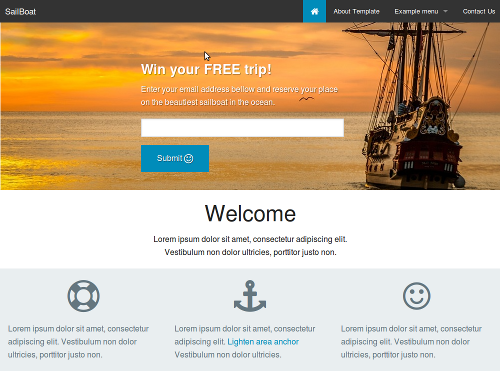 SailBoat
About Template
Example menu
Contact Us
Win your FREE trip!
Enter your email address bellow and reserve your place
on the beautiest sailboat in the ocean.
Submit
Welcome
Lorem ipsum dolor sit amet, consectetur adipiscing elit.
Vestibulum non dolor ultricies, porttitor justo non.
Lorem ipsum dolor sit amet, consectetur
adipiscing elit. Vestibulum non dolor
ultricies, porttitor justo non.
Lorem ipsum dolor sit amet, consectetur
adipiscing elit. Lighten area anchor
Vestibulum non dolor ultricies.
Lorem ipsum dolor sit amet, consectetur
adipiscing elit. Vestibulum non dolor
ultricies, porttitor justo non.